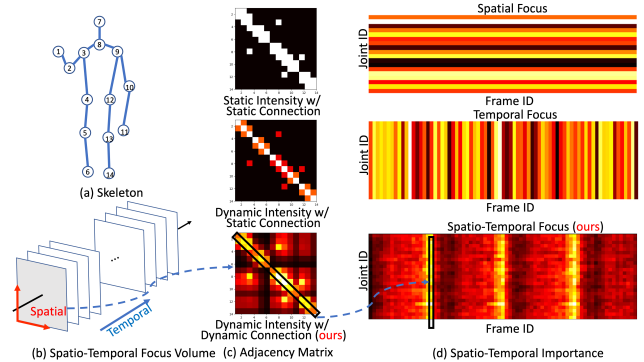 7
1
2
3
8
9
10
4
12
5
11
13
6
14
(a) Skeleton
Spatial
Temporal
...
(b) Spatio-Temporal Focus Volume
Static Intensity w/
Static Connection
Dynamic Intensity w/
Static Connection
Dynamic Intensity w/
Dynamic Connection (ours)
(c) Adjacency Matrix
Spatial Focus
Joint ID
Frame ID
Temporal Focus
Joint ID
Frame ID
Spatio-Temporal Focus (ours)
Joint ID
Frame ID
(d) Spatio-Temporal Importance